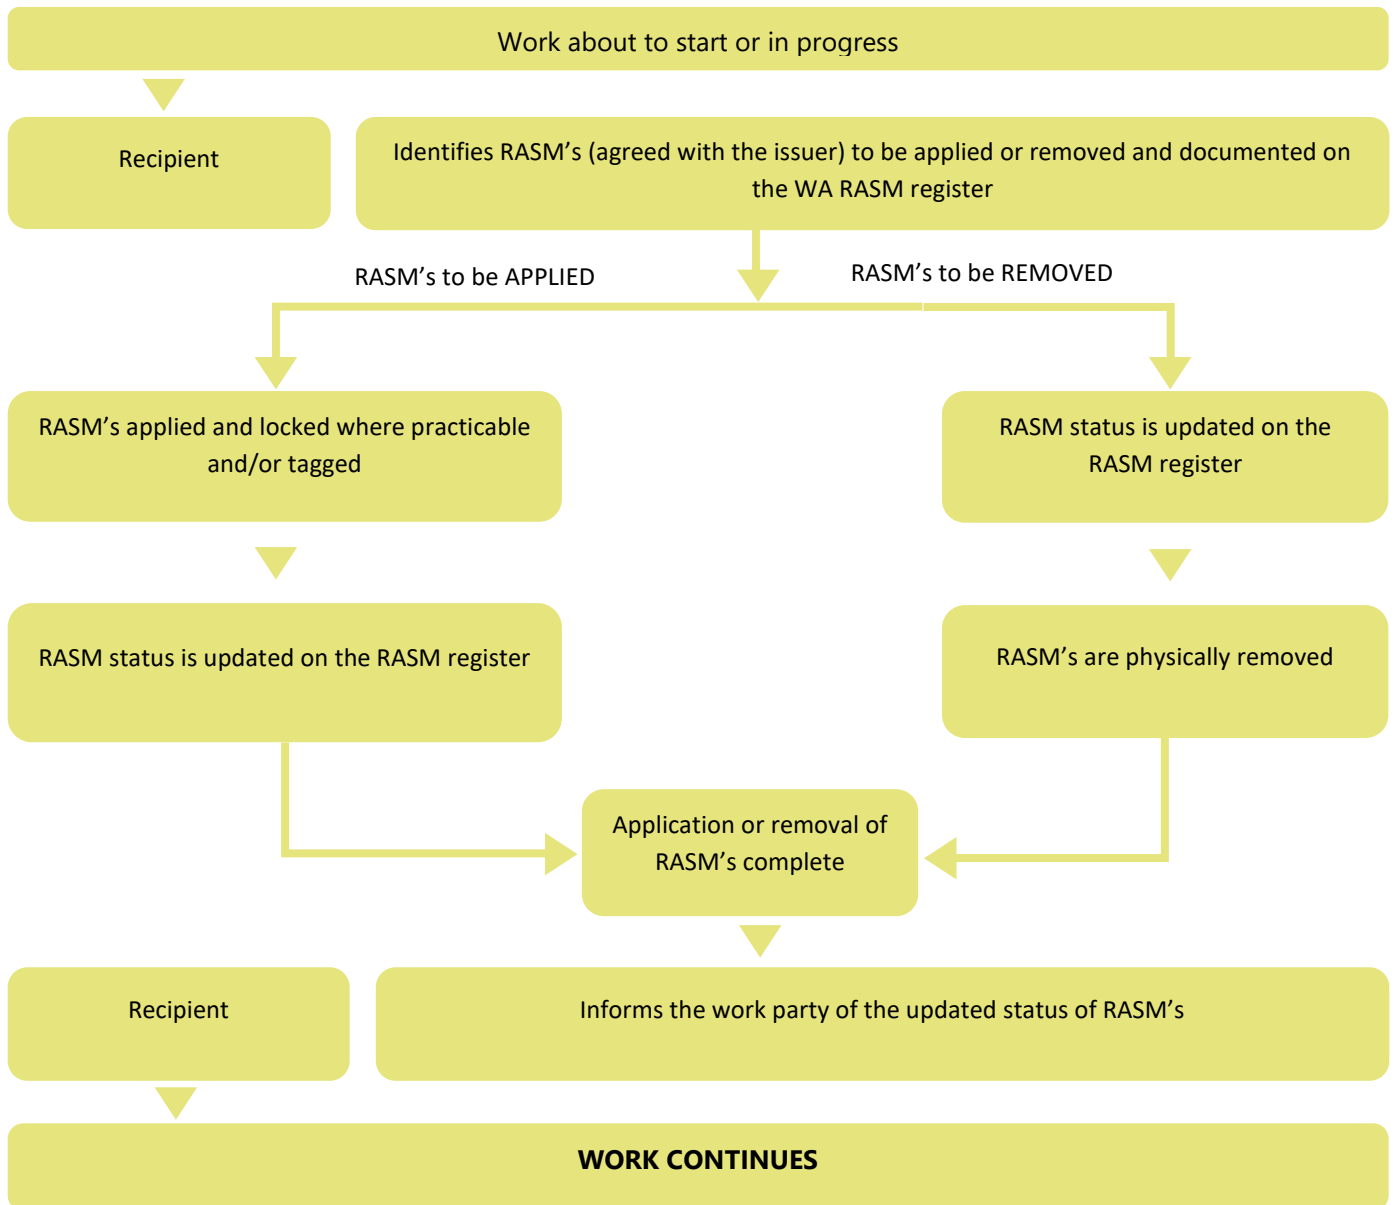 Work about to start or in progress
Recipient
Identifies RASM’s (agreed with the issuer) to be applied or removed and documented on
the WA RASM register
RASM’s to be APPLIED
RASM’s to be REMOVED
RASM’s applied and locked where practicable
and/or tagged
RASM status is updated on the
RASM register
RASM status is updated on the RASM register
RASM’s are physically removed
Application or removal of
RASM’s complete
Recipient
Informs the work party of the updated status of RASM’s
WORK CONTINUES